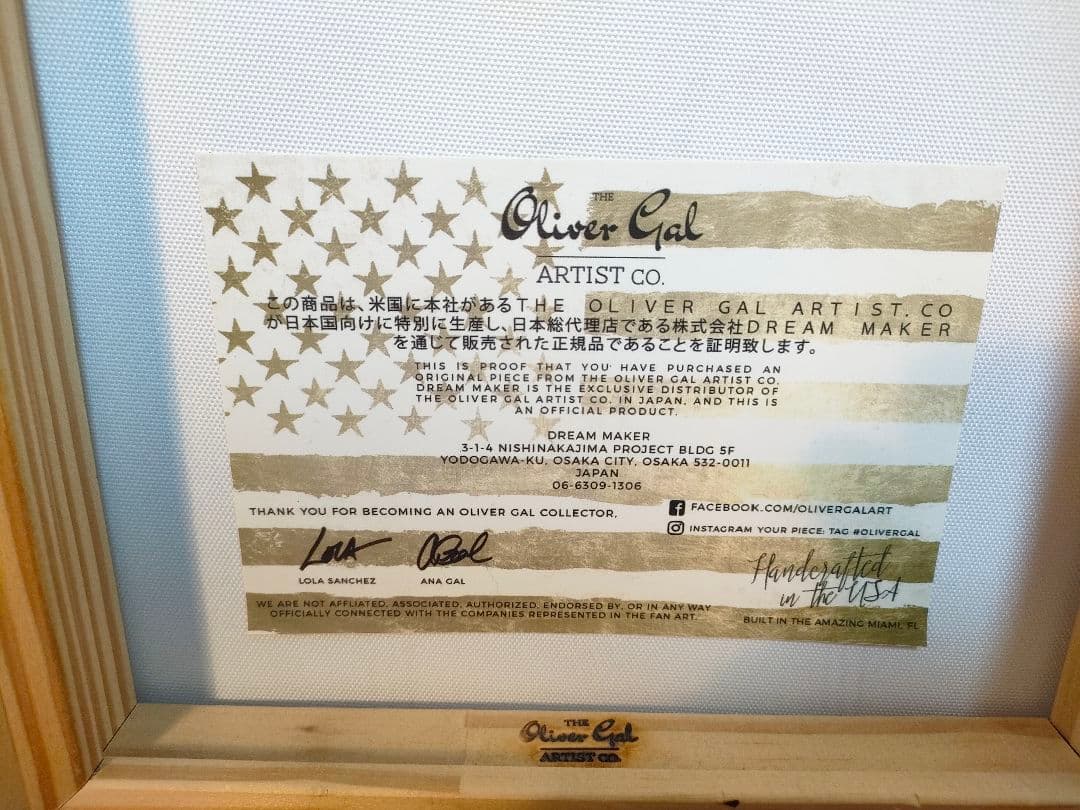 THE
Oliver Gal
ARTIST CO.
この商品は、米国に本社があるTHE OLIVER GAL ARTIST.CO
が日本国向けに特別に生産し、日本総代理店である株式会社DREAM MAKER
を通じて販売された正規品であることを証明致します。
THIS IS PROOF THAT YOU HAVE PURCHASED AN
ORIGINAL PIECE FROM THE OLIVER GAL ARTIST CO.
DREAM MAKER IS THE EXCLUSIVE DISTRIBUTOR OF
THE OLIVER GAL ARTIST CO. IN JAPAN, AND THIS IS
AN OFFICIAL PRODUCT.
DREAM MAKER
3-1-4 NISHINAKAJIMA PROJECT BLDG 5F
YODOGAWA-KU, OSAKA CITY, OSAKA 532-0011
JAPAN
06-6309-1306
THANK YOU FOR BECOMING AN OLIVER GAL COLLECTOR.
FACEBOOK.COM/OLIVERGALART
INSTAGRAM YOUR PIECE: TAG #OLIVERGAL
LOLA
LOLA SANCHEZ
ANA GAL
Handcrafted
in the USA
WE ARE NOT AFFLIATED, ASSOCIATED, AUTHORIZED, ENDORSED BY, OR IN ANY WAY
OFFICIALLY CONNECTED WITH THE COMPANIES REPRESENTED IN THE FAN ART.
BUILT IN THE AMAZING MIAMI, FL
THE
Oliver Gal
ARTIST CO.